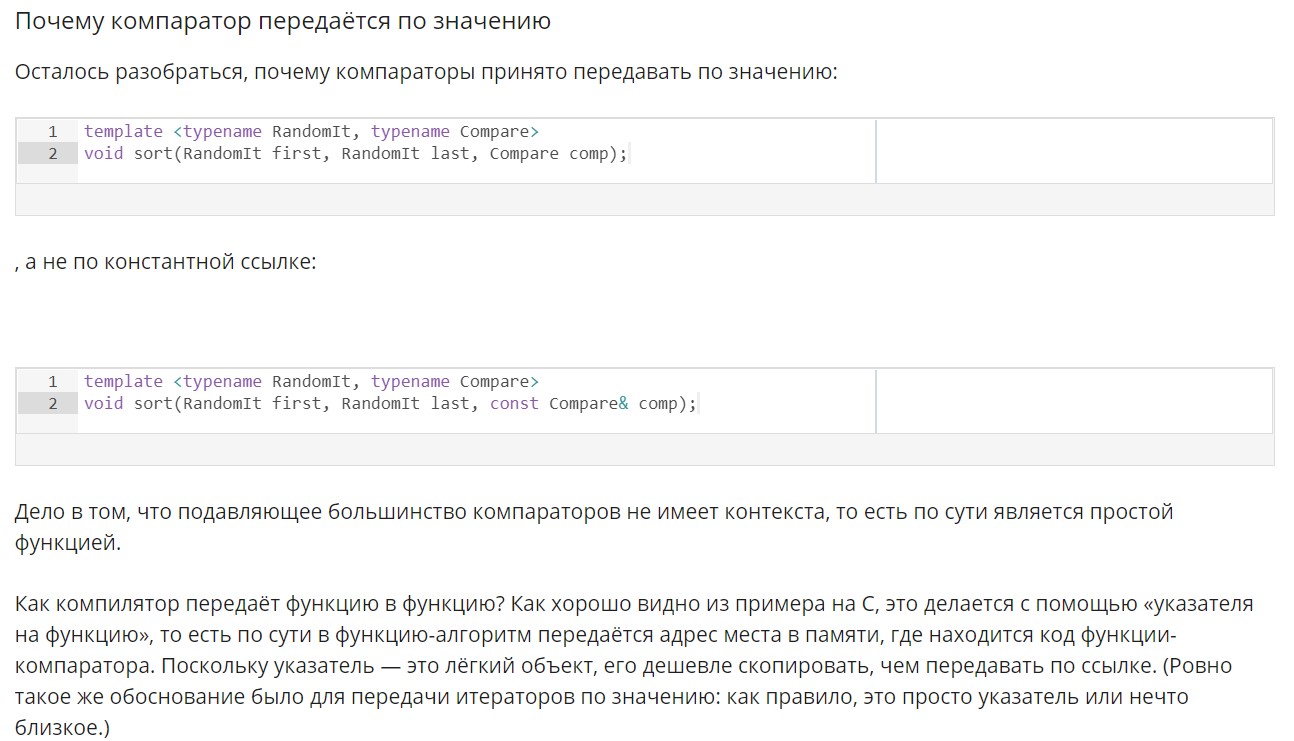 Почему компаратор передаётся по значению
Осталось разобраться, почему компараторы принято передавать по значению:
1 template <typename RandomIt, typename Compare>
2 void sort(RandomIt first, RandomIt last, Compare comp);
, а не по константной ссылке:
1 template <typename RandomIt, typename Compare>
2 void sort(RandomIt first, RandomIt last, const Compare& comp);
Дело в том, что подавляющее большинство компараторов не имеет контекста, то есть по сути является простой
функцией.
Как компилятор передаёт функцию в функцию? Как хорошо видно из примера на C, это делается с помощью «указателя
на функцию», то есть по сути в функцию-алгоритм передаётся адрес места в памяти, где находится код функции-
компаратора. Поскольку указатель — это лёгкий объект, его дешевле скопировать, чем передавать по ссылке. (Ровно
такое же обоснование было для передачи итераторов по значению: как правило, это просто указатель или нечто
близкое.)